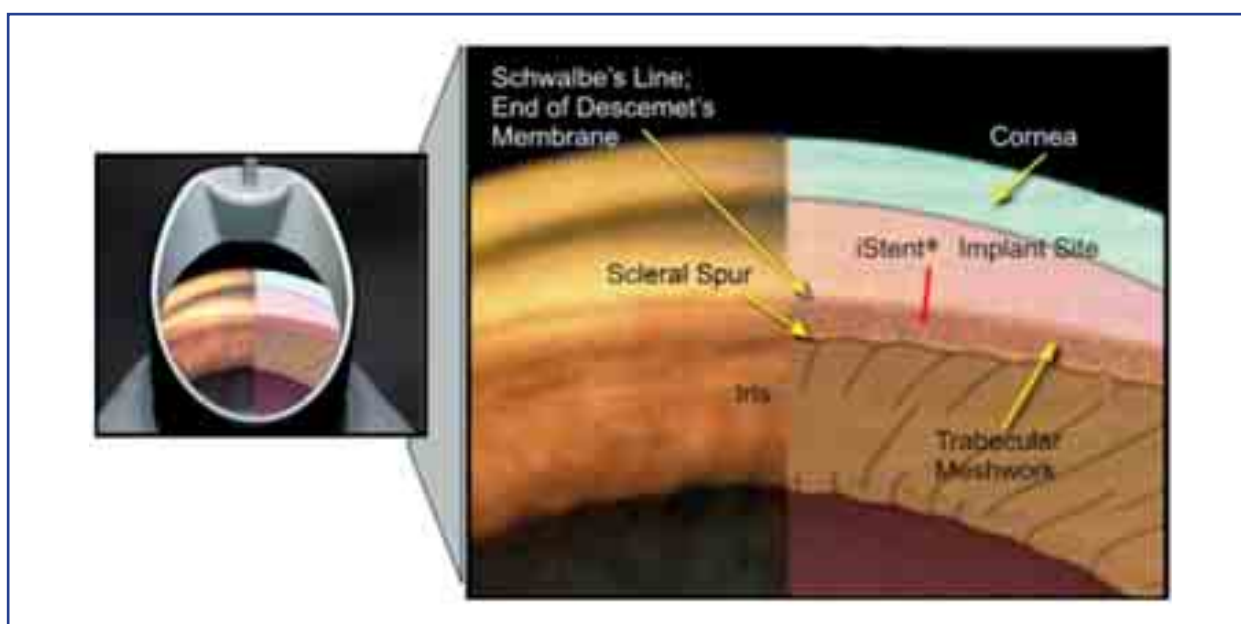 Schwalbe's Line;
End of Descemet's
Membrane
Cornea
iStent® Implant Site
Scleral Spur
Iris
Trabecular
Meshwork